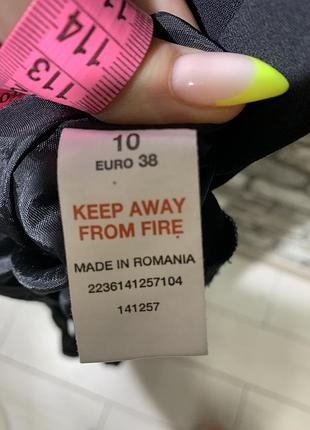 114
113
10
EURO 38
KEEP AWAY
FROM FIRE
MADE IN ROMANIA
2236141257104
141257